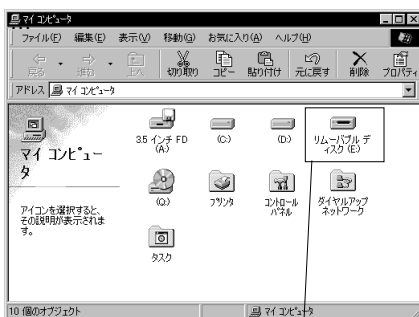 マイ コンピュータ
ファイル(F) 編集(E) 表示(V) 移動(G) お気に入り(A) ヘルプ(H)
戻る 進む 上へ 切り取り コピー 貼り付け 元に戻す 削除 プロパティ
アドレス マイ コンピュータ
マイ コンピュー
タ
アイコンを選択すると、
その説明が表示されま
す。
3.5 インチ FD
(A:)
(C:)
(D:)
リムーバブル デ
ィスク (E:)
(Q:)
プリンタ
コントロール
パネル
ダイヤルアップ
ネットワーク
タスク
10 個のオブジェクト
マイ コンピュータ